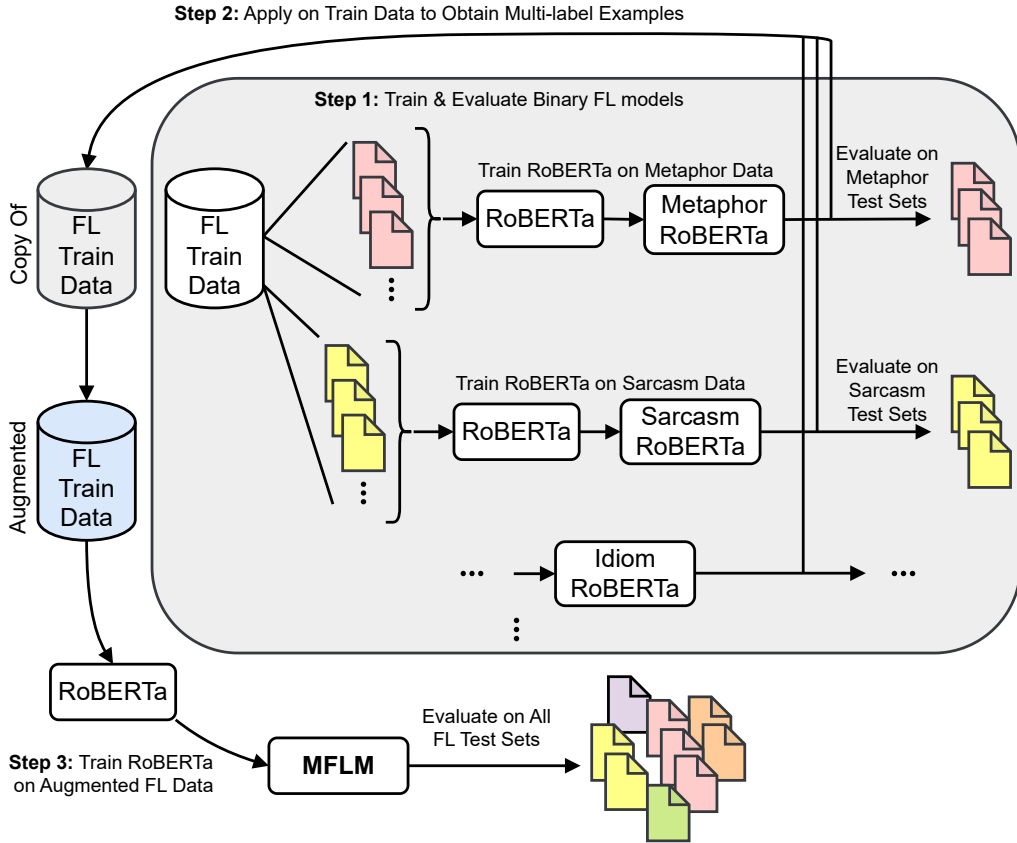 Step 2: Apply on Train Data to Obtain Multi-label Examples
Step 1: Train & Evaluate Binary FL models
Copy Of
FL
Train
Data
FL
Train
Data
Train RoBERTa on Metaphor Data
RoBERTa
Metaphor
RoBERTa
Evaluate on
Metaphor
Test Sets
...
Augmented
FL
Train
Data
Train RoBERTa on Sarcasm Data
RoBERTa
Sarcasm
RoBERTa
Evaluate on
Sarcasm
Test Sets
...
...
Idiom
RoBERTa
...
...
RoBERTa
Step 3: Train RoBERTa
on Augmented FL Data
MFLM
Evaluate on All
FL Test Sets